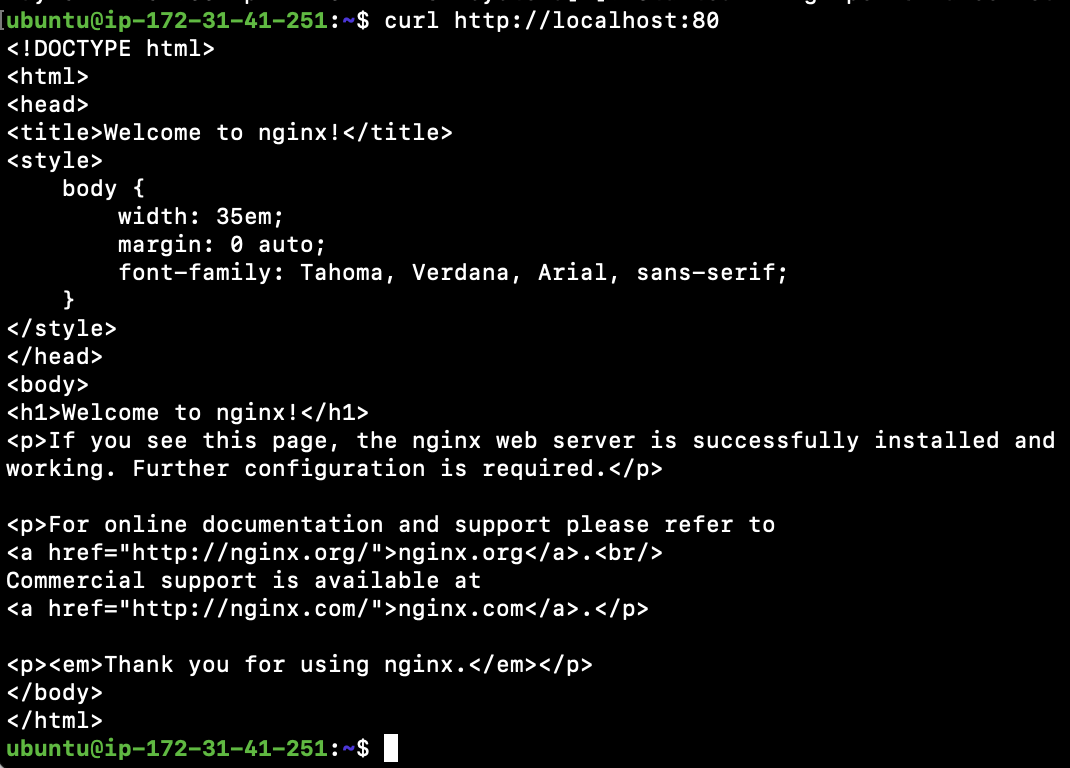 ubuntu@ip-172-31-41-251:~$ curl http://localhost:80
<!DOCTYPE html>
<html>
<head>
<title>Welcome to nginx!</title>
<style>
    body {
        width: 35em;
        margin: 0 auto;
        font-family: Tahoma, Verdana, Arial, sans-serif;
    }
</style>
</head>
<body>
<h1>Welcome to nginx!</h1>
<p>If you see this page, the nginx web server is successfully installed and
working. Further configuration is required.</p>

<p>For online documentation and support please refer to
<a href="http://nginx.org/">nginx.org</a>.<br/>
Commercial support is available at
<a href="http://nginx.com/">nginx.com</a>.</p>

<p><em>Thank you for using nginx.</em></p>
</body>
</html>
ubuntu@ip-172-31-41-251:~$